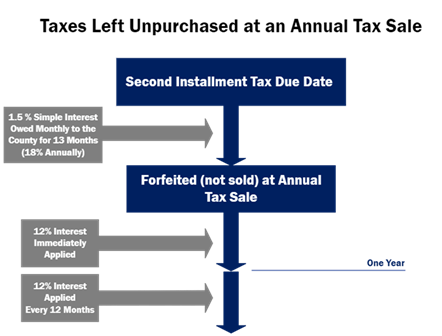 Taxes Left Unpurchased at an Annual Tax Sale
Second Installment Tax Due Date
1.5 % Simple Interest
Owed Monthly to the
County for 13 Months
(18% Annually)
Forfeited (not sold) at Annual
Tax Sale
12% Interest
Immediately
Applied
One Year
12% Interest
Applied
Every 12 Months